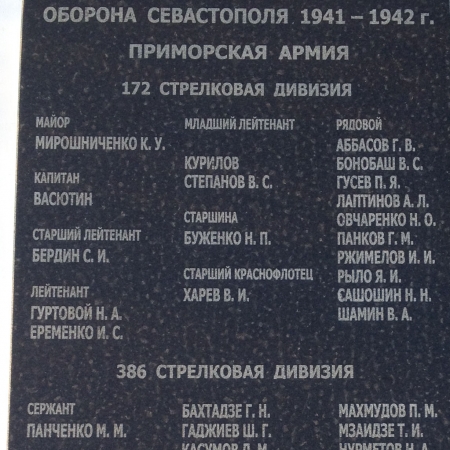 ОБОРОНА СЕВАСТОПОЛЯ 1941 – 1942 г.
ПРИМОРСКАЯ АРМИЯ
172 СТРЕЛКОВАЯ ДИВИЗИЯ
МАЙОР
МИРОШНИЧЕНКО К. У.
КАПИТАН
ВАСЮТИН
СТАРШИЙ ЛЕЙТЕНАНТ
БЕРДИН С. И.
ЛЕЙТЕНАНТ
ГУРТОВОЙ Н. А.
ЕРЕМЕНКО И. С.
МЛАДШИЙ ЛЕЙТЕНАНТ
КУРИЛОВ
СТЕПАНОВ В. С.
СТАРШИНА
БУЖЕНКО Н. П.
СТАРШИЙ КРАСНОФЛОТЕЦ
ХАРЕВ В. И.
РЯДОВОЙ
АББАСОВ Г. В.
БОНОБАШ В. С.
ГУСЕВ П. Я.
ЛАПТИНОВ А. Л.
ОВЧАРЕНКО Н. О.
ПАНКОВ Г. М.
РЖИМЕЛОВ И. И.
РЫЛО Я. И.
САШОШИН Н. Н.
ШАМИН В. А.
386 СТРЕЛКОВАЯ ДИВИЗИЯ
СЕРЖАНТ
ПАНЧЕНКО М. М.
БАХТАДЗЕ Г. Н.
ГАДЖИЕВ Ш. Г.
КАСУМОВ Д. М.
МАХМУДОВ П. М.
МЗАИДЗЕ Т. И.
ЧУРМЕТОВ Н. А.